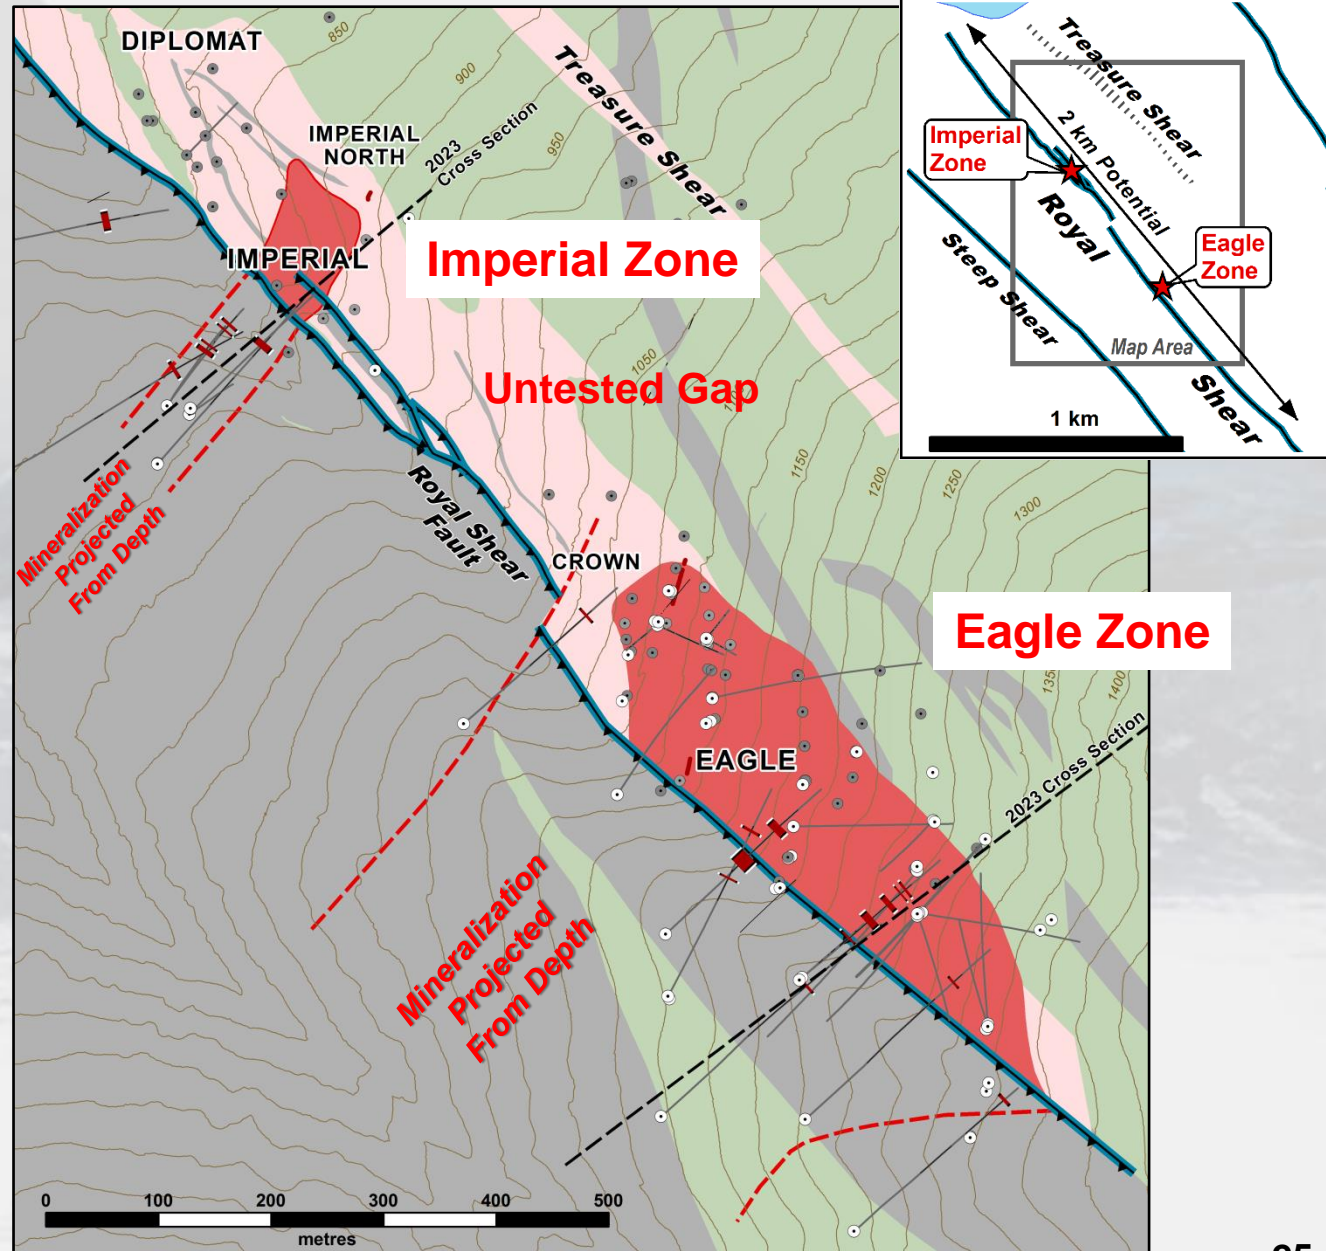 DIPLOMAT
850
900
950
Treasure Shear
IMPERIAL
NORTH
2023
Cross Section
IMPERIAL
Imperial Zone
Untested Gap
1050
1150
1200
1250
1300
Mineralization
Projected
From Depth
Royal Shear
Fault
CROWN
Eagle Zone
1400
EAGLE
2023 Cross Section
Mineralization
Projected
From Depth
0 100 200 300 400 500
metres
Treasure Shear
Imperial
Zone
2 km Potential
Royal
Eagle
Zone
Steep Shear
Map Area
Shear
1 km